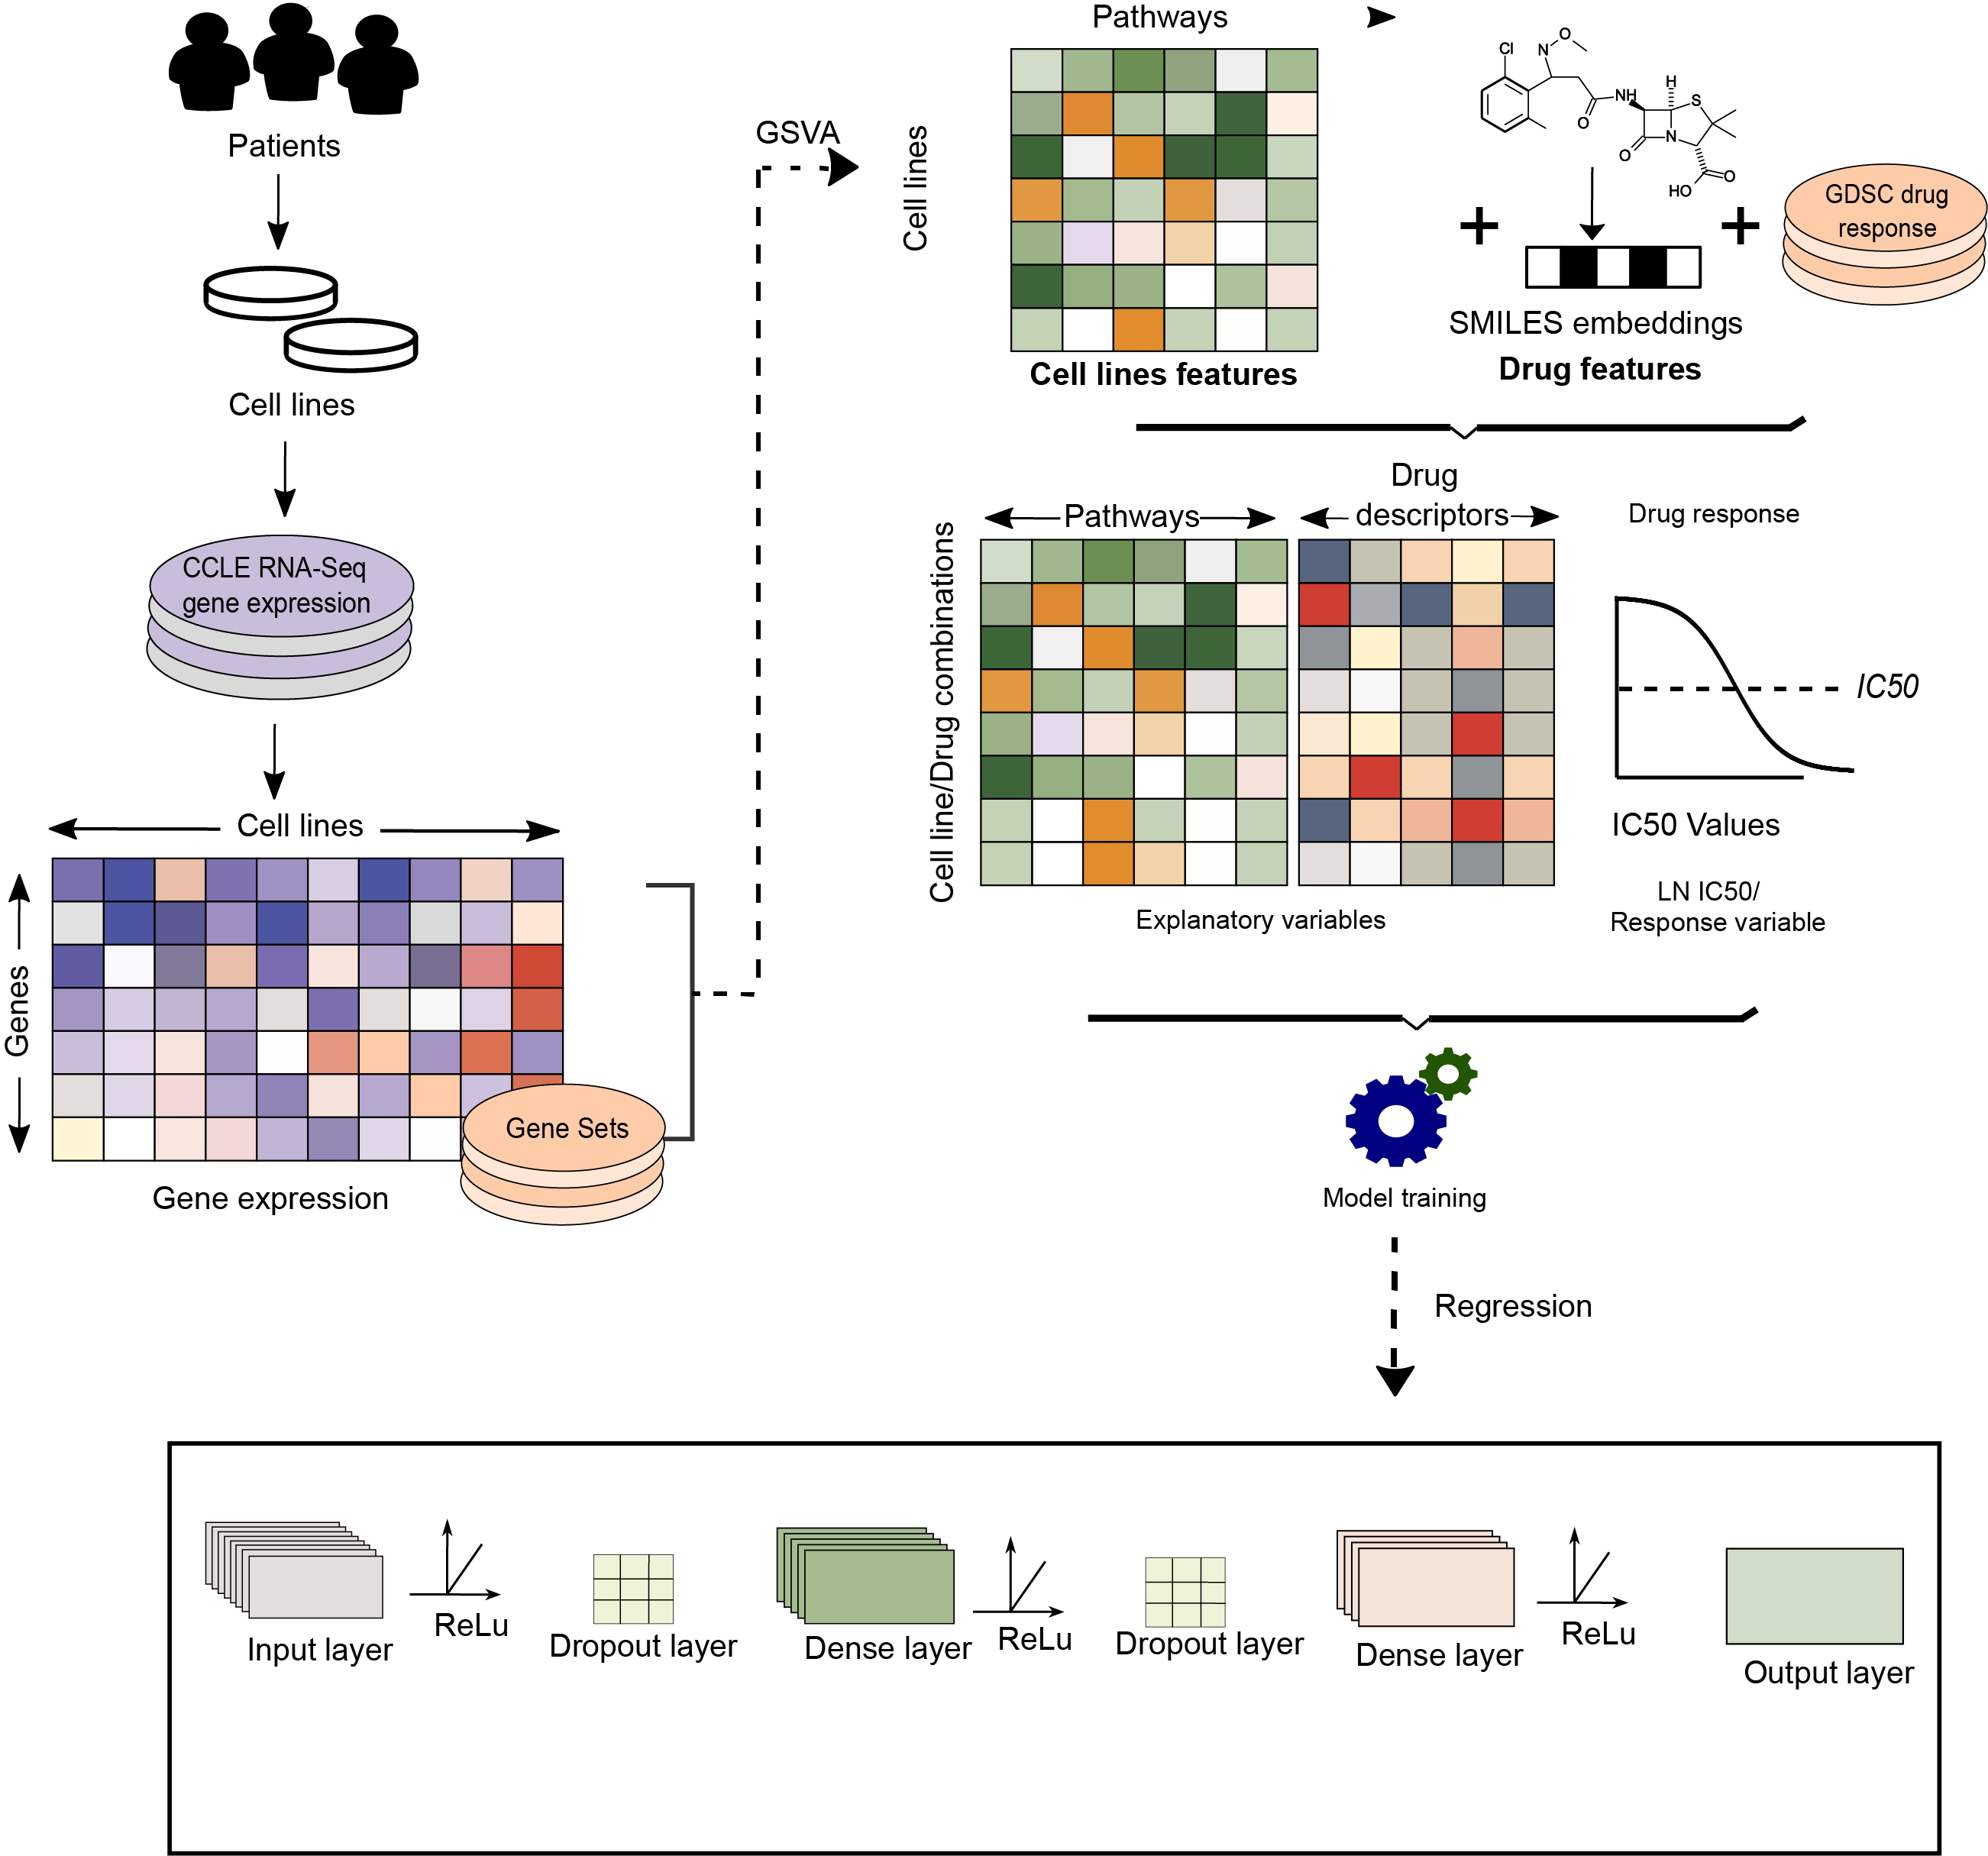 Patients
Cell lines
CCLE RNA-Seq
gene expression
Cell lines
Genes
Gene Sets
Gene expression
GSVA
Pathways
Cell lines
Cell lines features
Cl
N
O
NH
O
H
S
N
O
HO
O
SMILES embeddings
Drug features
GDSC drug
response
Drug
Pathways
descriptors
Drug response
Cell line/Drug combinations
IC50
IC50 Values
Explanatory variables
LN IC50/
Response variable
Model training
Regression
Input layer
ReLu
Dropout layer
Dense layer
ReLu
Dropout layer
Dense layer
ReLu
Output layer